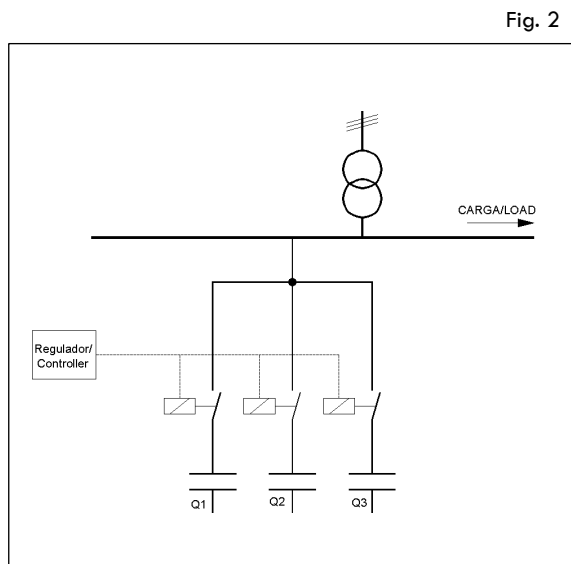 Fig. 2
CARGA/LOAD
Regulador/
Controller
Q1
Q2
Q3